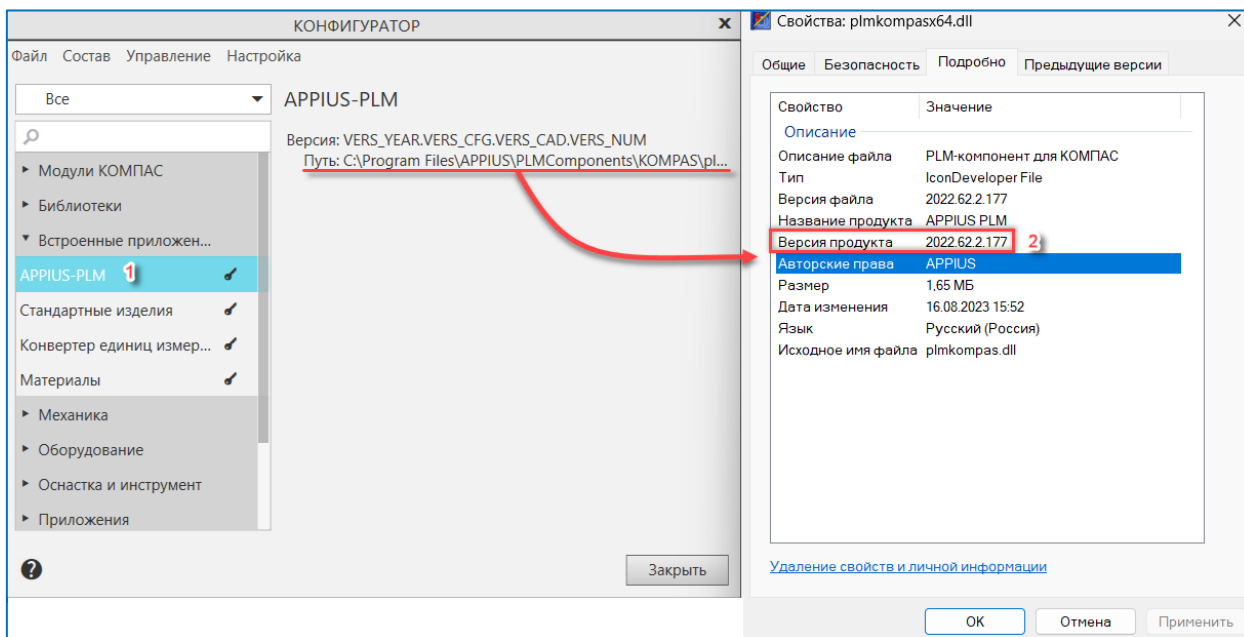 КОНФИГУРАТОР
x
Файл Состав Управление Настройка
Все
APPIUS-PLM
Версия: VERS_YEAR.VERS_CFG.VERS_CAD.VERS_NUM
Путь: C:\Program Files\APPIUS\PLMComponents\KOMPAS\pl...
Модули КОМПАС
Библиотеки
Встроенные приложен...
APPIUS-PLM 1
Стандартные изделия
Конвертер единиц измер...
Материалы
Механика
Оборудование
Оснастка и инструмент
Приложения
?
Закрыть
Свойства: plmkompasx64.dll
Общие Безопасность Подробно Предыдущие версии
Свойство Значение
Описание
Описание файла PLM-компонент для КОМПАС
Тип IconDeveloper File
Версия файла 2022.62.2.177
Название продукта APPIUS PLM
Версия продукта 2022.62.2.177 2
Авторские права APPIUS
Размер 1,65 МБ
Дата изменения 16.08.2023 15:52
Язык Русский (Россия)
Исходное имя файла plmkompas.dll
Удаление свойств и личной информации
ОК Отмена Применить